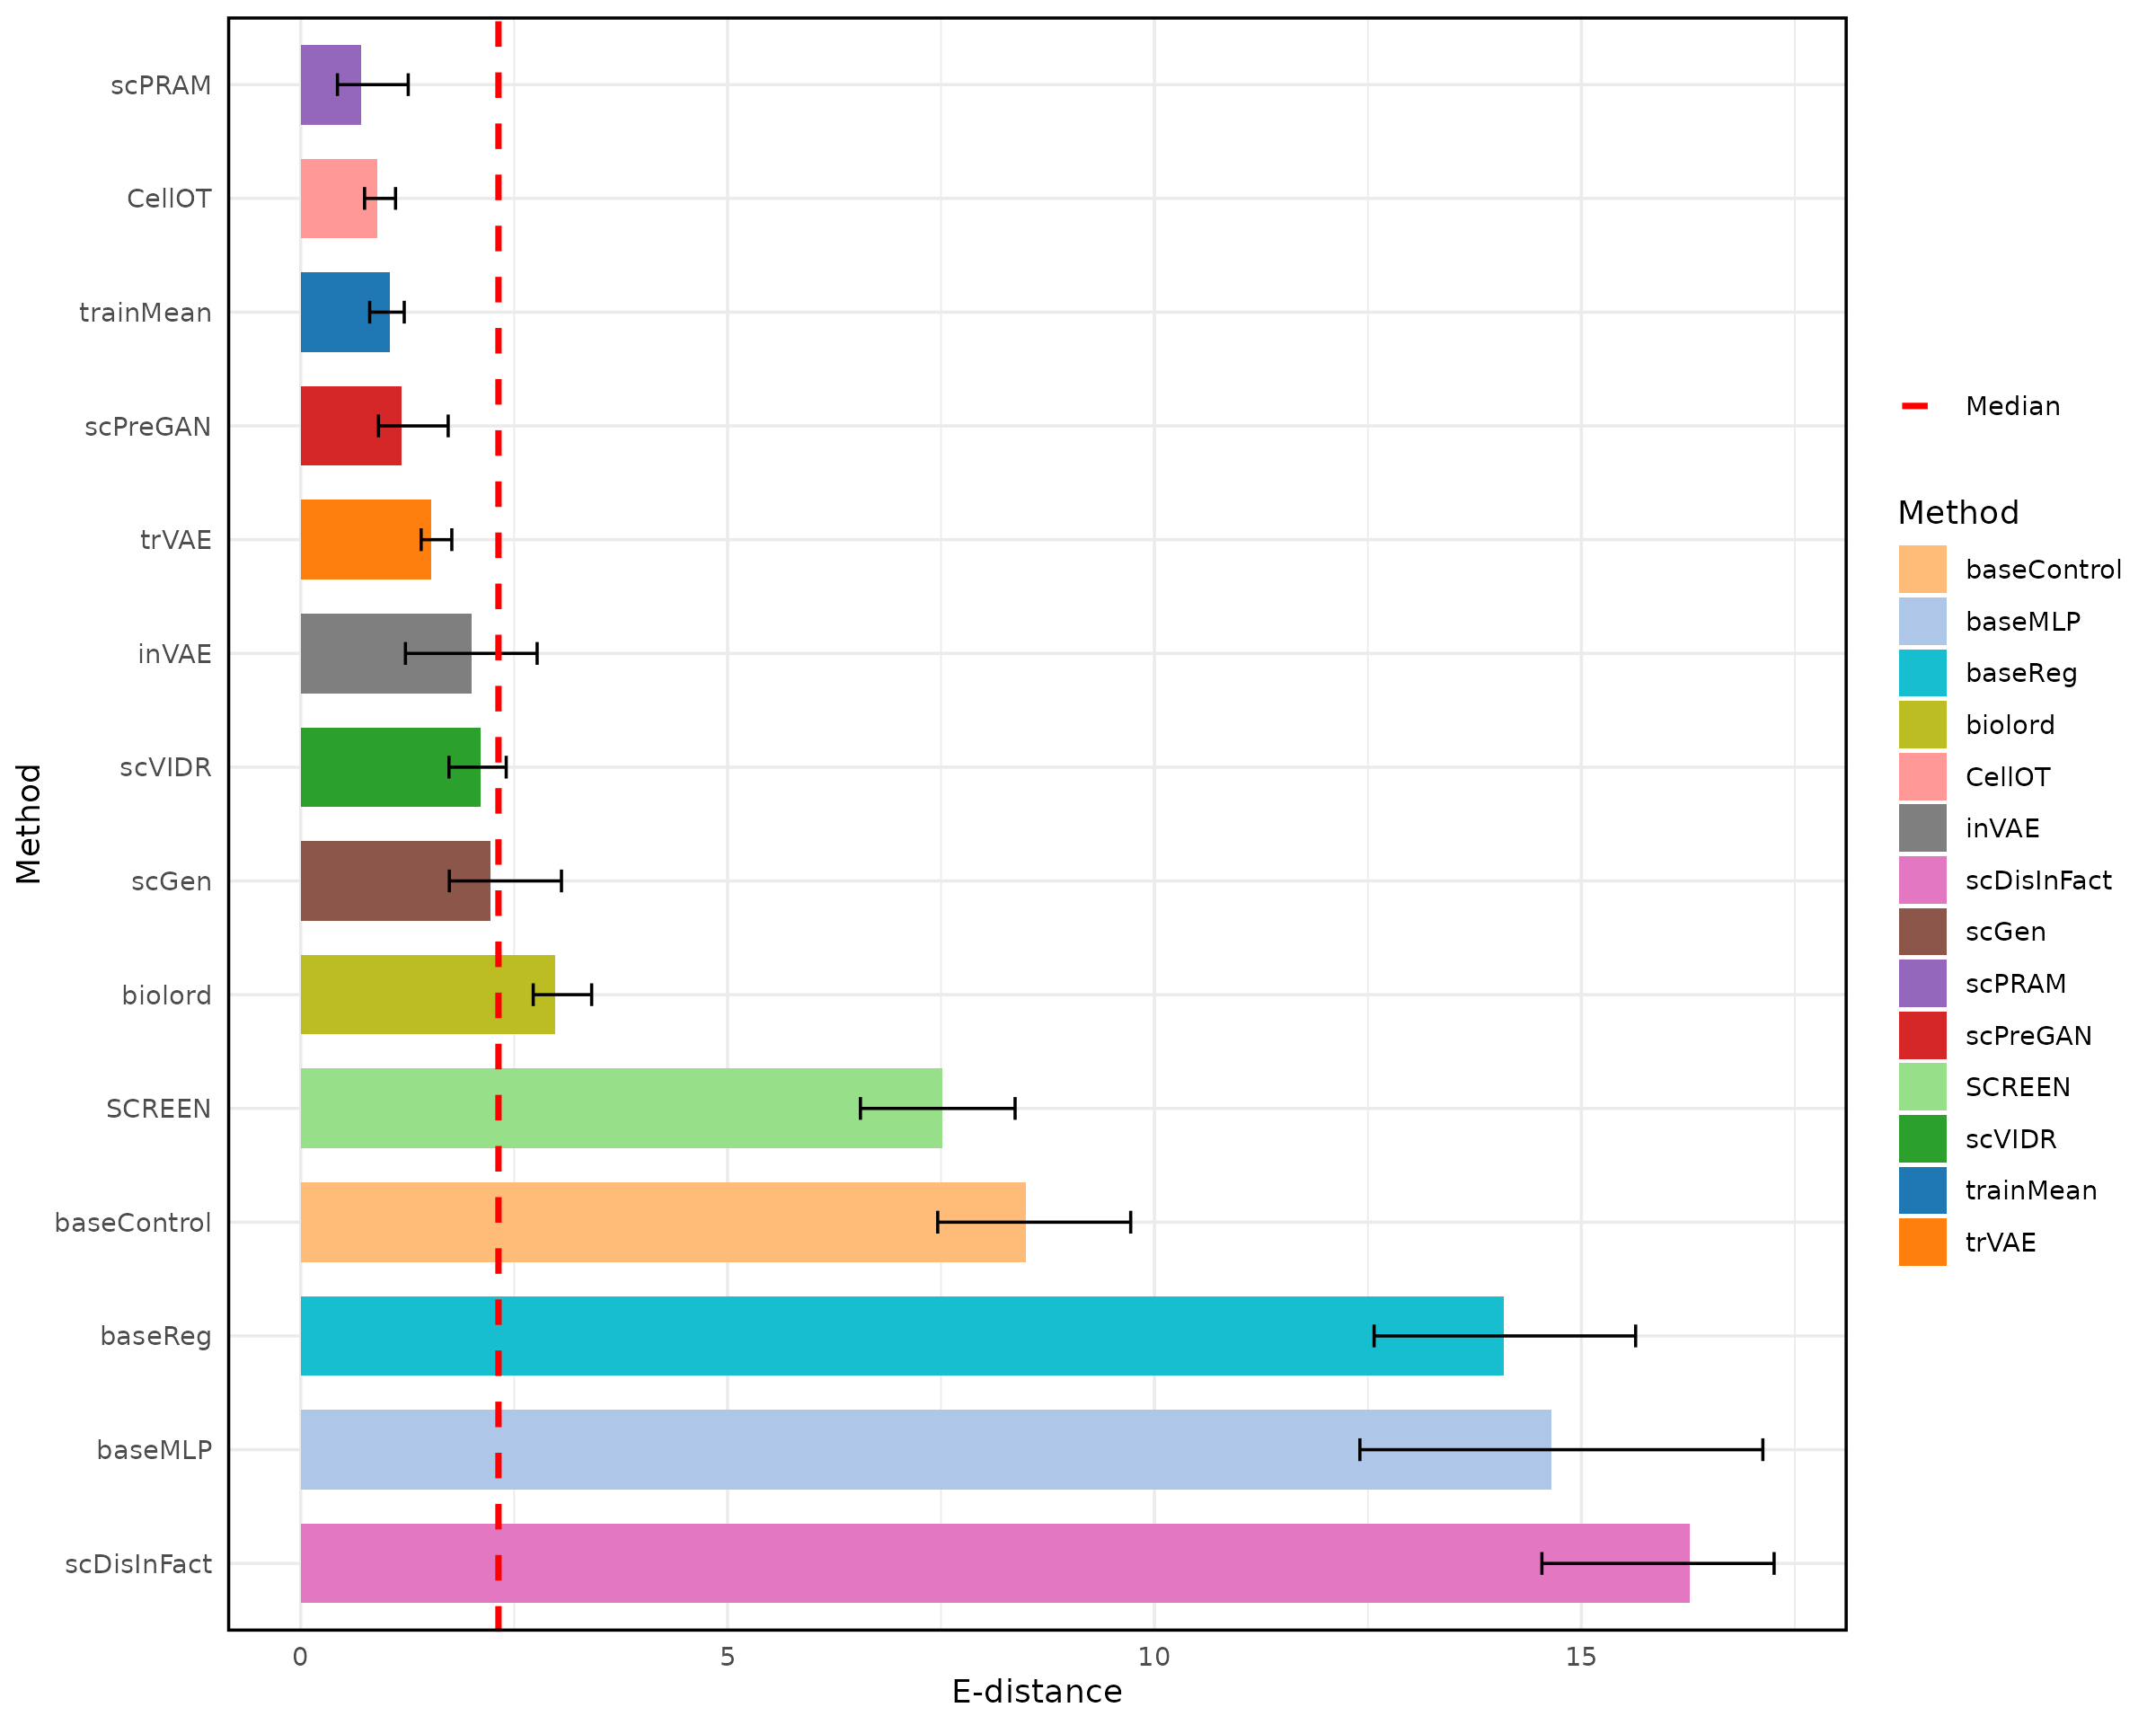 Method
scPRAM
CellOT
trainMean
scPreGAN
trVAE
inVAE
scVIDR
scGen
biolord
SCREEN
baseControl
baseReg
baseMLP
scDisInFact
0 5 10 15
E-distance
Median
Method
baseControl
baseMLP
baseReg
biolord
CellOT
inVAE
scDisInFact
scGen
scPRAM
scPreGAN
SCREEN
scVIDR
trainMean
trVAE